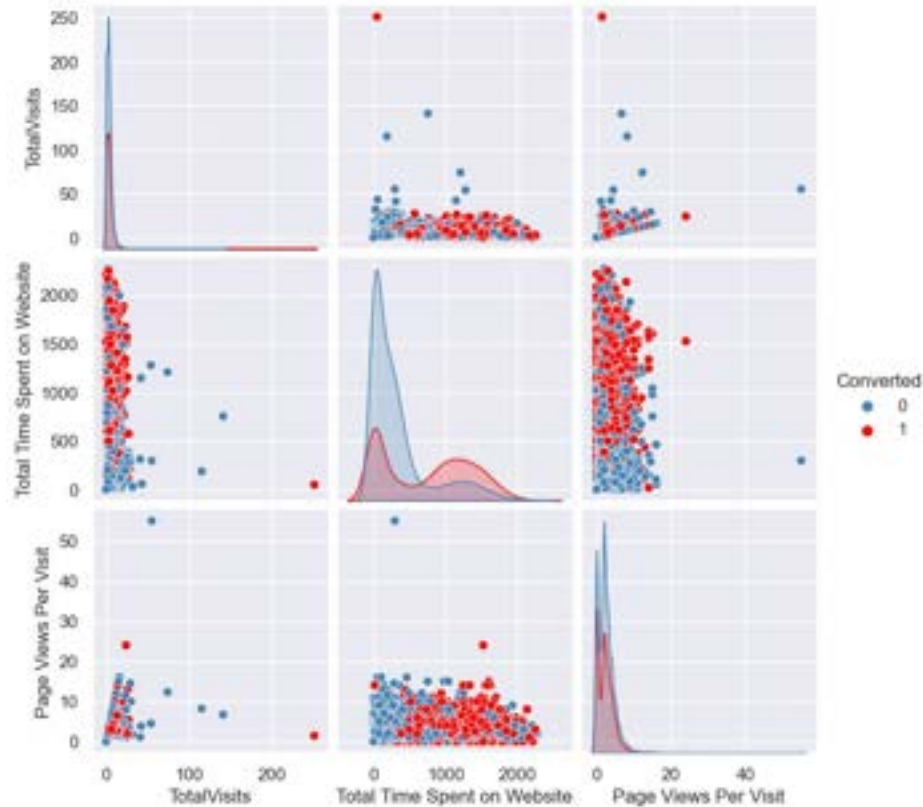 250
200
150
100
50
0
TotalVisits
2000
1500
1000
500
0
Total Time Spent on Website
Converted
0
1
50
40
30
20
10
0
Page Views Per Visit
0 100 200
TotalVisits
0 1000 2000
Total Time Spent on Website
0 20 40
Page Views Per Visit